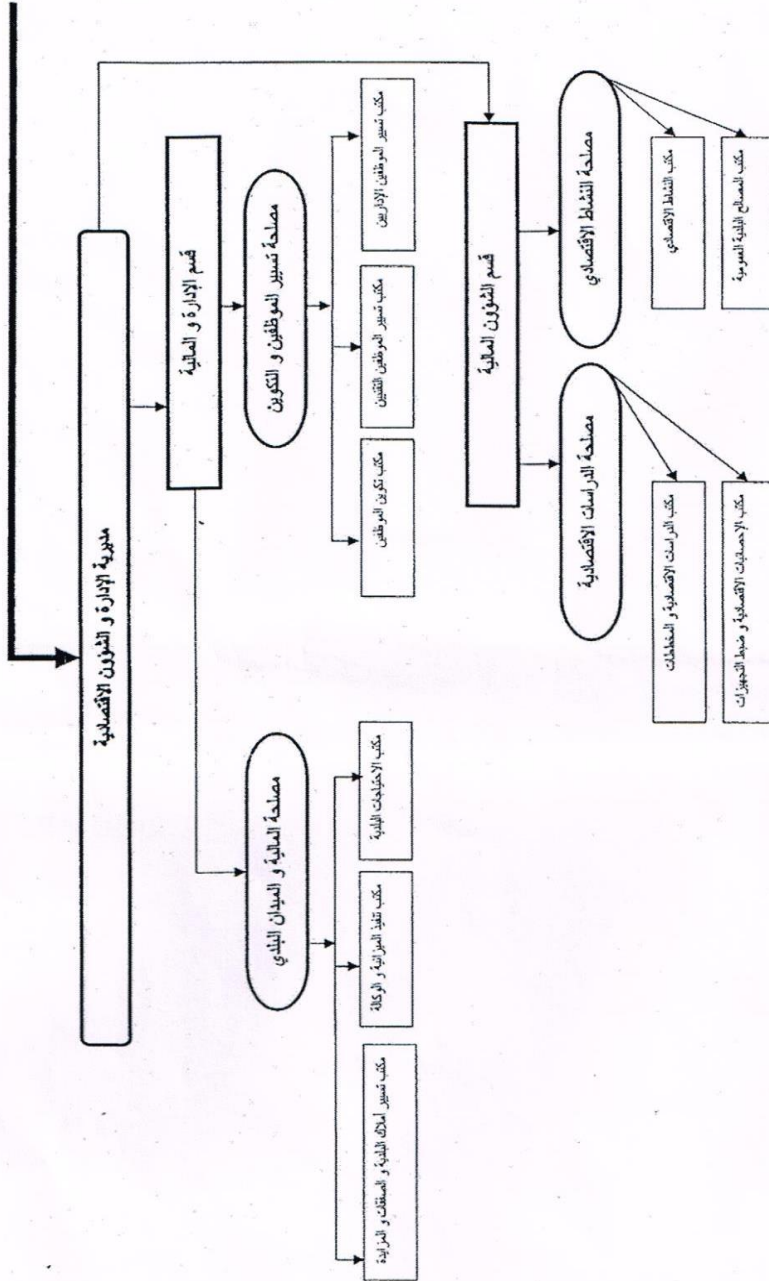 مديرية الإدارة و الشؤون الاقتصادية
قسم الإدارة و المالية
مصلحة تسيير الموظفين و التكوين
مكتب تسيير الموظفين الإداريين
مكتب تسيير الموظفين التقنيين
مكتب تكوين الموظفين
مصلحة المالية و الميدان البلدي
مكتب الاحتياجات البلدية
مكتب تنفيذ الميزانية و الوكالة
مكتب تسيير أملاك البلدية و الصفقات و المزايدة
قسم الشؤون المالية
مصلحة النشاط الاقتصادي
مكتب النشاط الاقتصادي
مكتب المصالح البلدية العمومية
مصلحة الدراسات الاقتصادية
مكتب الدراسات الاقتصادية و المخططات
مكتب الإحصائيات الاقتصادية و ضبط التجهيزات